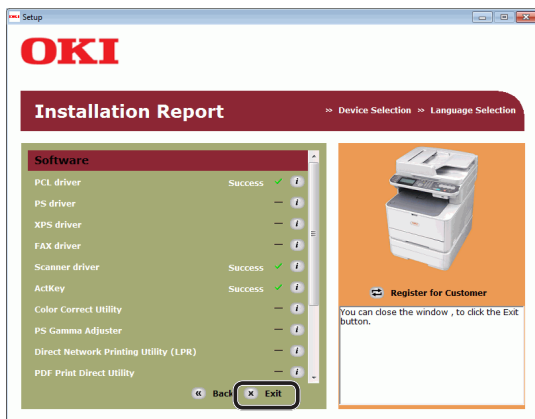 Setup
OKI
Installation Report
» Device Selection » Language Selection
Software
PCL driver Success
PS driver
XPS driver
FAX driver
Scanner driver Success
ActKey Success
Color Correct Utility
PS Gamma Adjuster
Direct Network Printing Utility (LPR)
PDF Print Direct Utility
Back Exit
Register for Customer
You can close the window , to click the Exit
button.